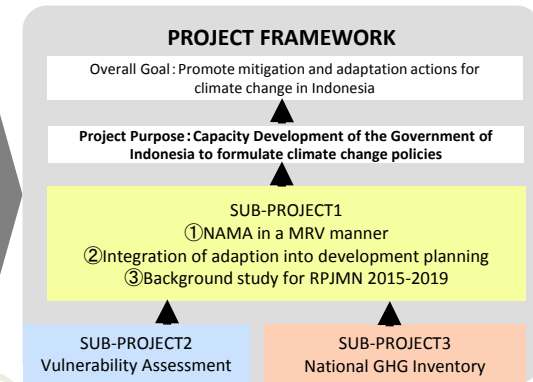 PROJECT FRAMEWORK
Overall Goal：Promote mitigation and adaptation actions for
climate change in Indonesia
Project Purpose：Capacity Development of the Government of
Indonesia to formulate climate change policies
SUB-PROJECT1
①NAMA in a MRV manner
②Integration of adaption into development planning
③Background study for RPJMN 2015-2019
SUB-PROJECT2
Vulnerability Assessment
SUB-PROJECT3
National GHG Inventory